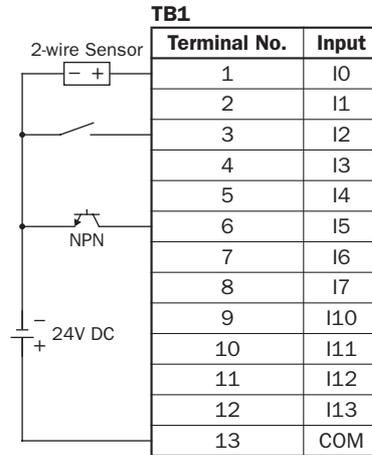 TB1
Terminal No. Input
2-wire Sensor
− +
1 I0
2 I1
3 I2
4 I3
5 I4
6 I5
NPN
7 I6
8 I7
9 I10
−
24V DC
+
10 I11
11 I12
12 I13
13 COM